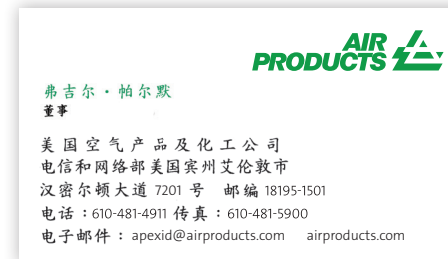 AIR
PRODUCTS
弗吉尔·帕尔默
董事
美国空气产品及化工公司
电信和网络部美国宾州艾伦敦市
汉密尔顿大道 7201 号 邮编 18195-1501
电话：610-481-4911 传真：610-481-5900
电子邮件：apexid@airproducts.com airproducts.com